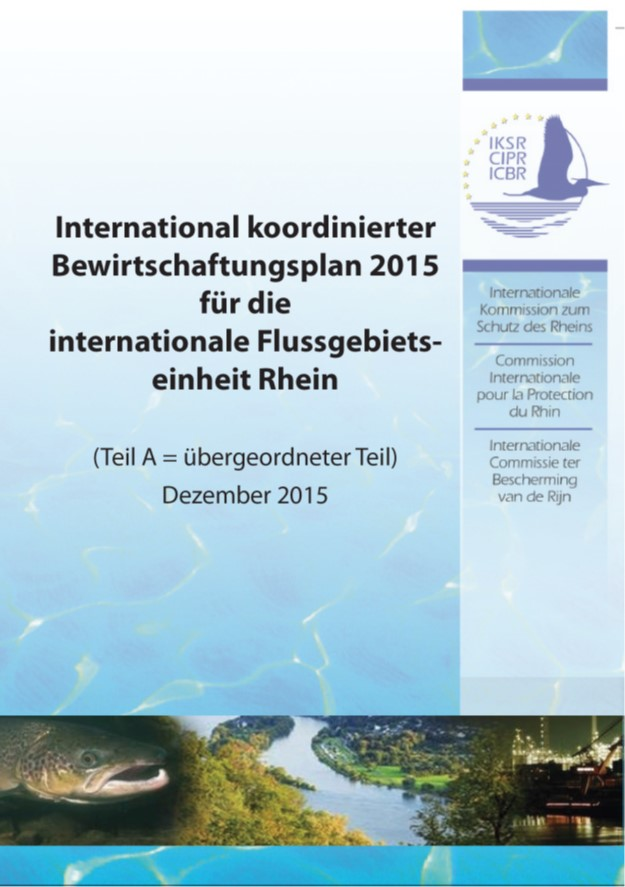 IKSR
CIPR
ICBR
International koordinierter
Bewirtschaftungsplan 2015
für die
internationale Flussgebiets-
einheit Rhein
(Teil A = übergeordneter Teil)
Dezember 2015
Internationale
Kommission zum
Schutz des Rheins
Commission
Internationale
pour la Protection
du Rhin
Internationale
Commissie ter
Bescherming
van de Rijn